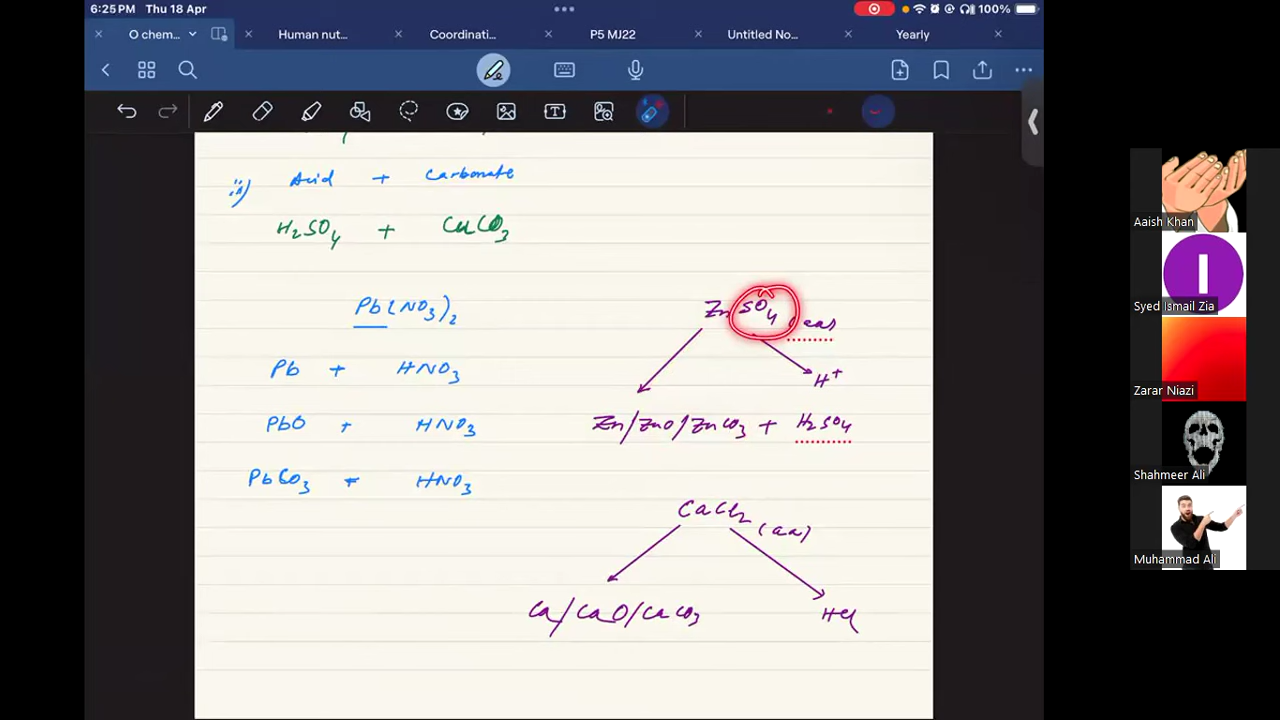 6:25 PM Thu 18 Apr
100%
O chem...
Human nut...
Coordinati...
P5 MJ22
Untitled No...
Yearly
ii) Acid + Carbonate
H₂SO₄ + CaCO₃
Pb(NO₃)₂
Pb + HNO₃
PbO + HNO₃
PbCO₃ + HNO₃
ZnSO₄ (aq)
H⁺
Zn/ZnO/ZnCO₃ + H₂SO₄
CaCl₂ (aq)
Ca/CaO/CaCO₃
HCl
Aaish Khan
I
Syed Ismail Zia
Zarar Niazi
Shahmeer Ali
Muhammad Ali